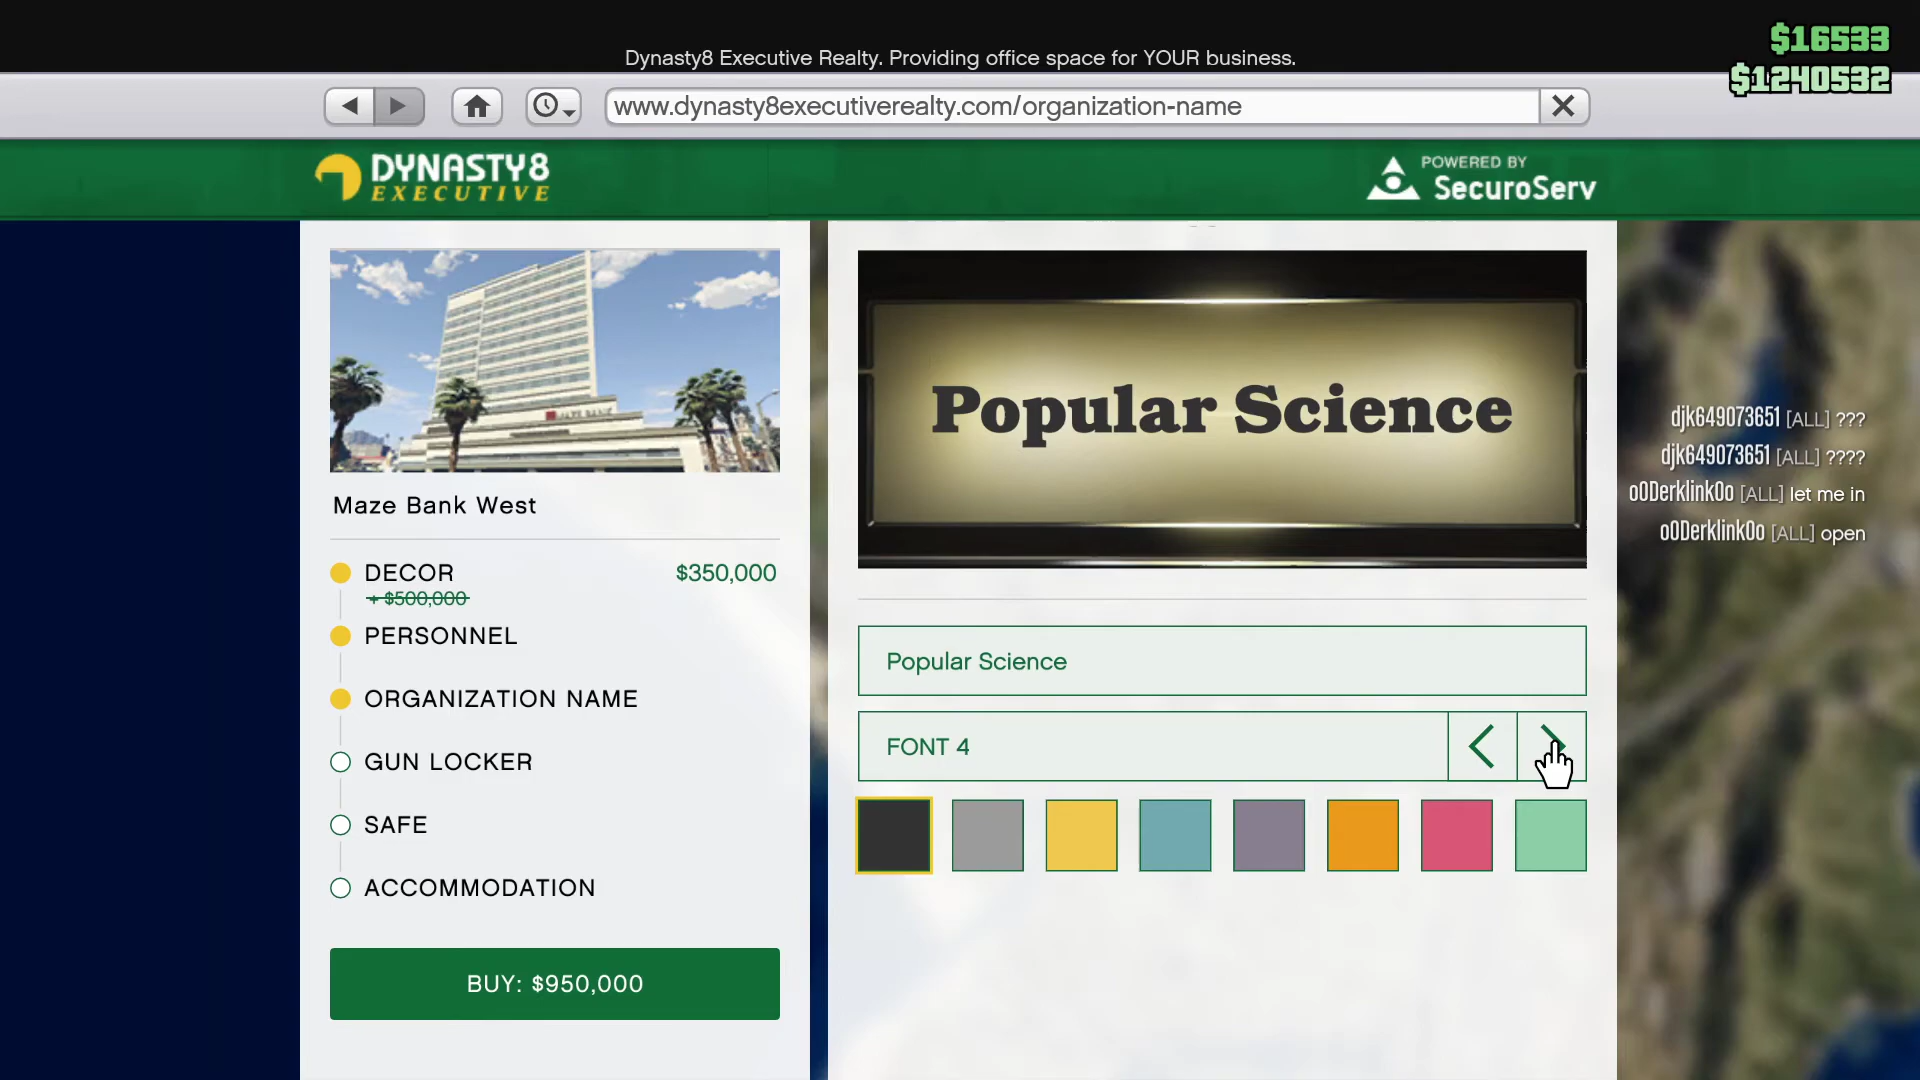 $16533
Dynasty8 Executive Realty. Providing office space for YOUR business.
$1240532
www.dynasty8executiverealty.com/organization-name
DYNASTY8
EXECUTIVE
POWERED BY
SecuroServ
MAZE BANK
Maze Bank West
DECOR $350,000
+ $500,000
PERSONNEL
ORGANIZATION NAME
GUN LOCKER
SAFE
ACCOMMODATION
BUY: $950,000
Popular Science
Popular Science
FONT 4
djk649073651 [ALL] ???
djk649073651 [ALL] ????
o0Derklink0o [ALL] let me in
o0Derklink0o [ALL] open